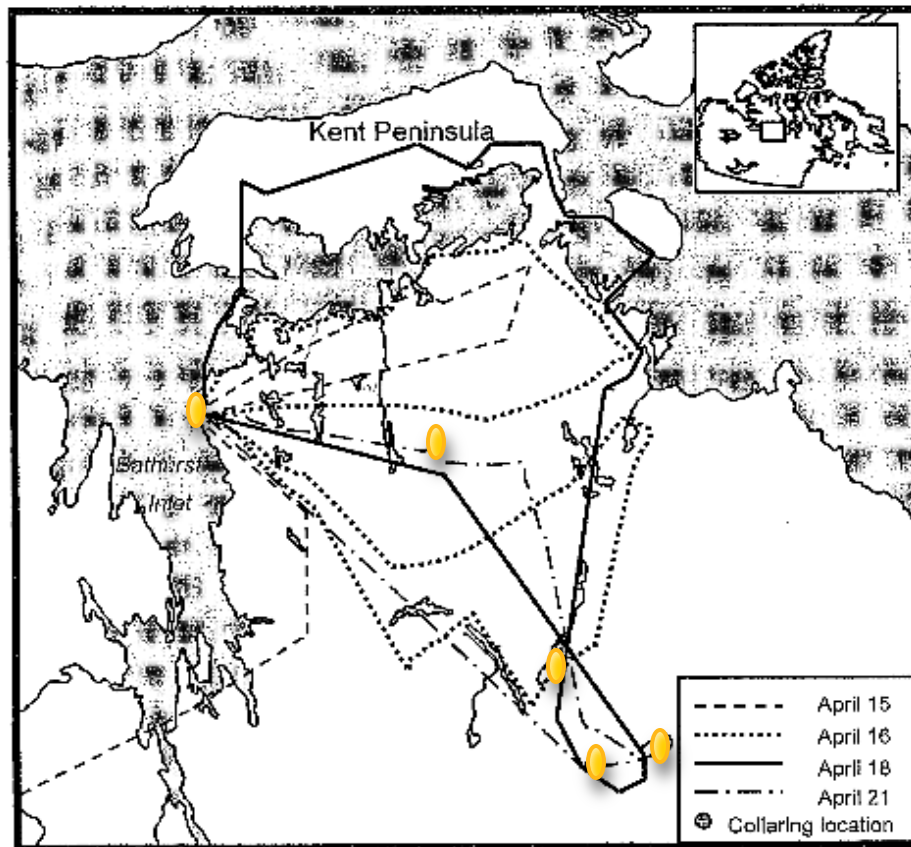 Kent Peninsula
Bathurst
Inlet
April 15
April 16
April 18
April 21
Collaring location